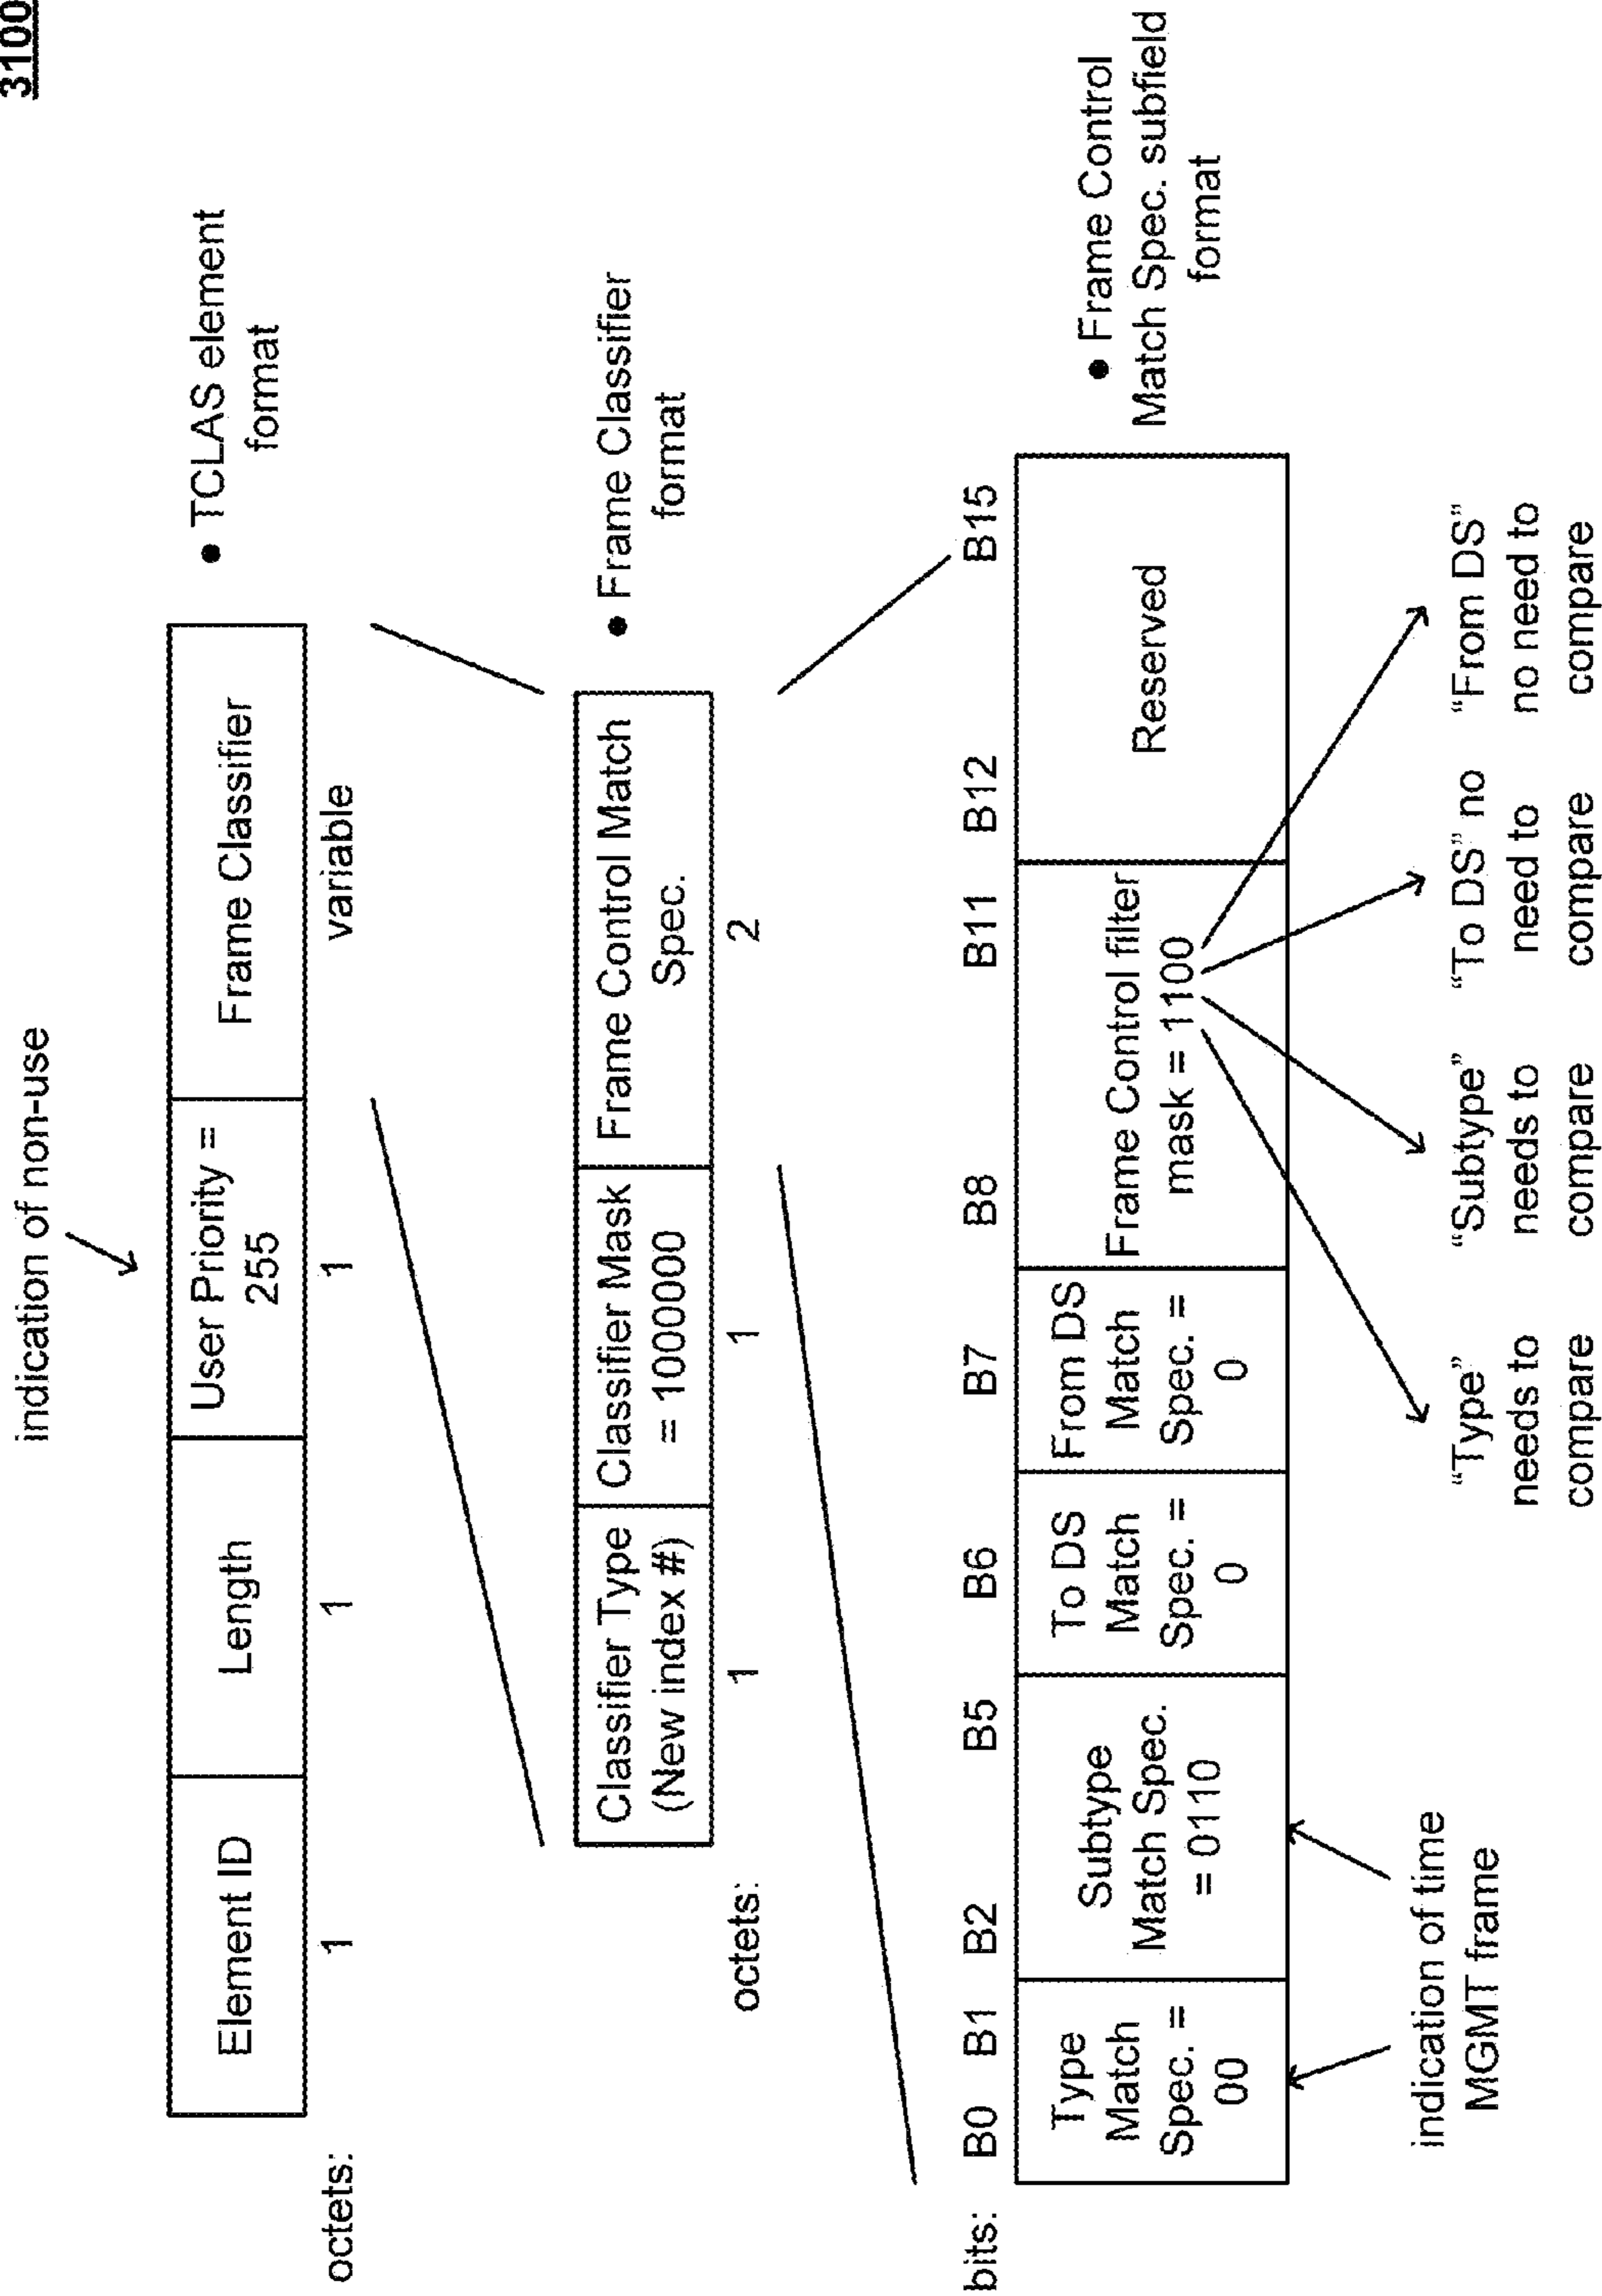 3100
indication of non-use
Element ID
Length
User Priority =
255
Frame Classifier
● TCLAS element
format
octets:
1
1
1
variable
Classifier Type
(New index #)
Classifier Mask
= 1000000
Frame Control Match
Spec.
● Frame Classifier
format
octets:
1
1
2
bits:
B0
B1
B2
B5
B6
B7
B8
B11
B12
B15
Type
Match
Spec. =
00
Subtype
Match Spec.
= 0110
To DS
Match
Spec. =
0
From DS
Match
Spec. =
0
Frame Control filter
mask = 1100
Reserved
● Frame Control
Match Spec. subfield
format
indication of time
MGMT frame
“Type”
needs to
compare
“Subtype”
needs to
compare
“To DS” no
need to
compare
“From DS”
no need to
compare